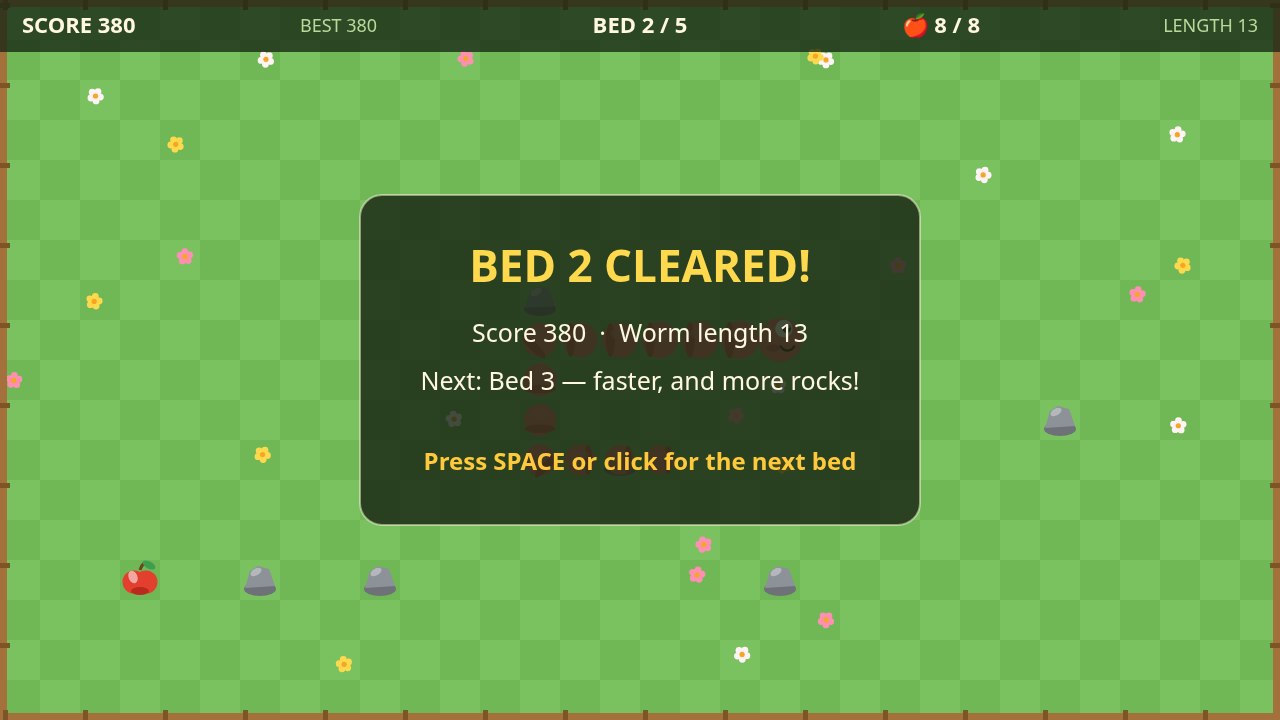 SCORE 380
BEST 380
BED 2 / 5
8 / 8
LENGTH 13
BED 2 CLEARED!
Score 380 · Worm length 13
Next: Bed 3 — faster, and more rocks!
Press SPACE or click for the next bed